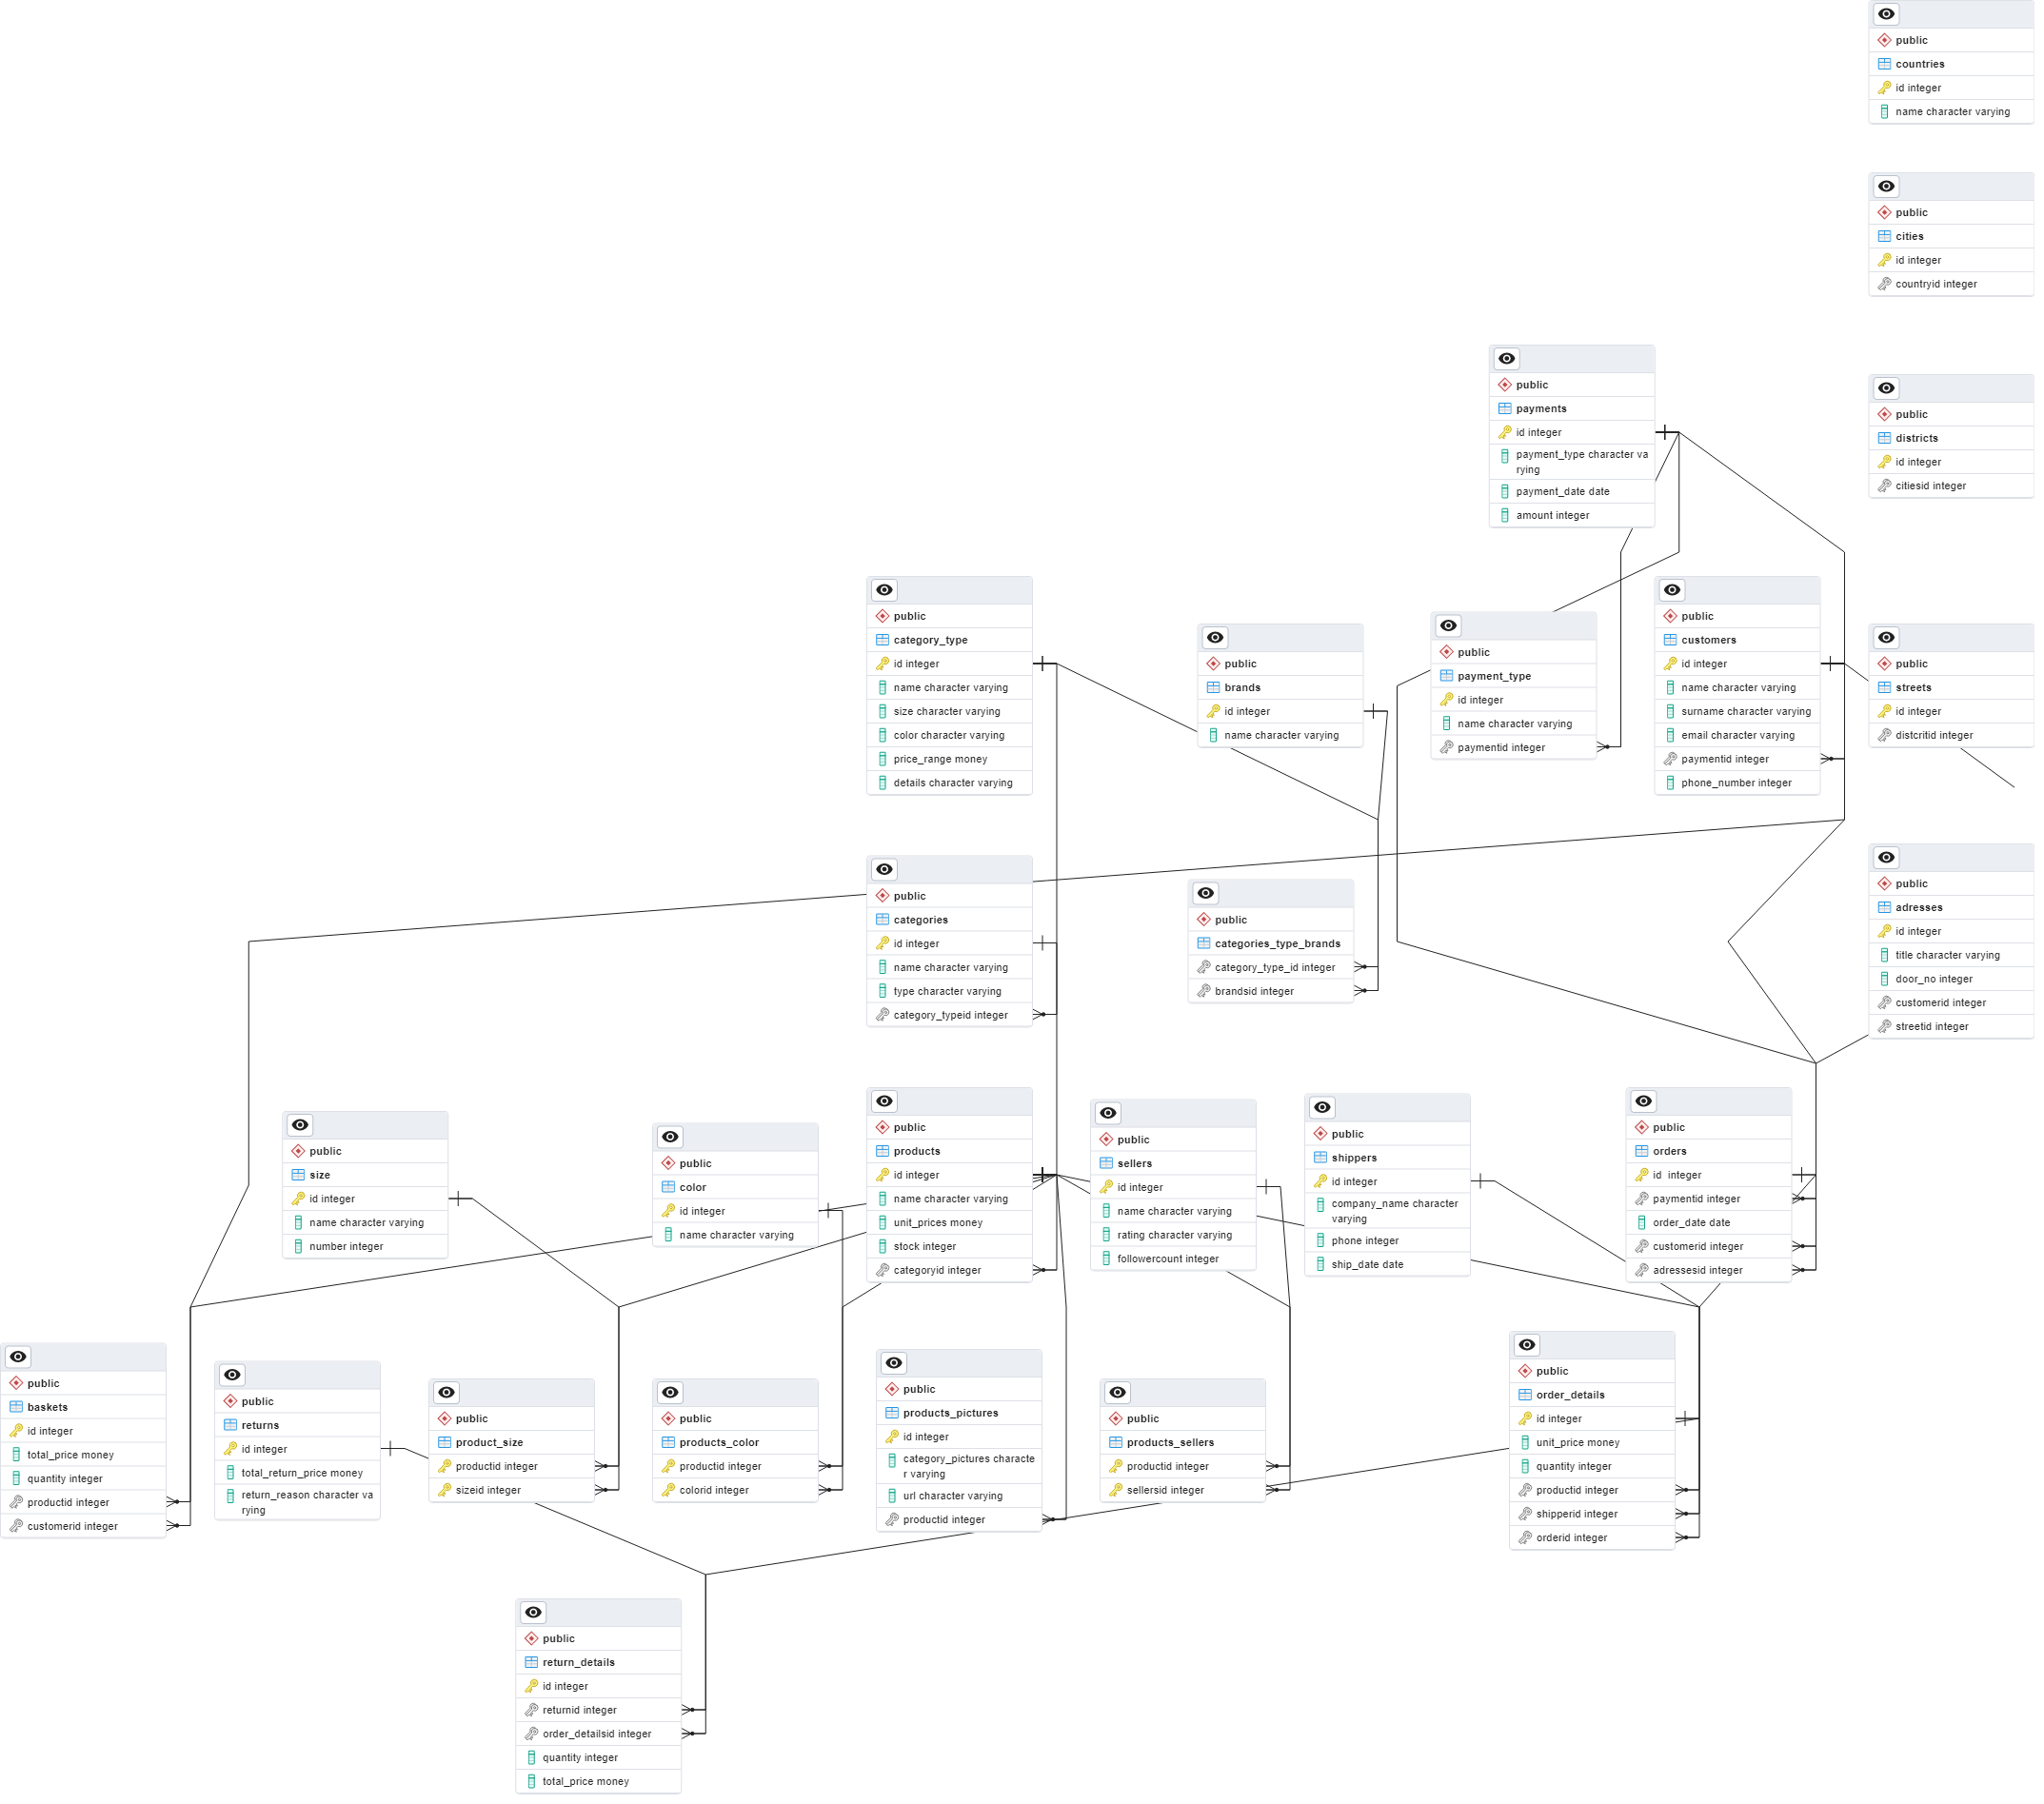 public
countries
id integer
name character varying
public
cities
id integer
countryid integer
public
payments
id integer
payment_type character va
rying
payment_date date
amount integer
public
districts
id integer
citiesid integer
public
category_type
id integer
name character varying
size character varying
color character varying
price_range money
details character varying
public
brands
id integer
name character varying
public
payment_type
id integer
name character varying
paymentid integer
public
customers
id integer
name character varying
surname character varying
email character varying
paymentid integer
phone_number integer
public
streets
id integer
distcritid integer
public
categories
id integer
name character varying
type character varying
category_typeid integer
public
categories_type_brands
category_type_id integer
brandsid integer
public
adresses
id integer
title character varying
door_no integer
customerid integer
streetid integer
public
size
id integer
name character varying
number integer
public
color
id integer
name character varying
public
products
id integer
name character varying
unit_prices money
stock integer
categoryid integer
public
sellers
id integer
name character varying
rating character varying
followercount integer
public
shippers
id integer
company_name character
varying
phone integer
ship_date date
public
orders
id integer
paymentid integer
order_date date
customerid integer
adressesid integer
public
baskets
id integer
total_price money
quantity integer
productid integer
customerid integer
public
returns
id integer
total_return_price money
return_reason character va
rying
public
product_size
productid integer
sizeid integer
public
products_color
productid integer
colorid integer
public
products_pictures
id integer
category_pictures characte
r varying
url character varying
productid integer
public
products_sellers
productid integer
sellersid integer
public
order_details
id integer
unit_price money
quantity integer
productid integer
shipperid integer
orderid integer
public
return_details
id integer
returnid integer
order_detailsid integer
quantity integer
total_price money